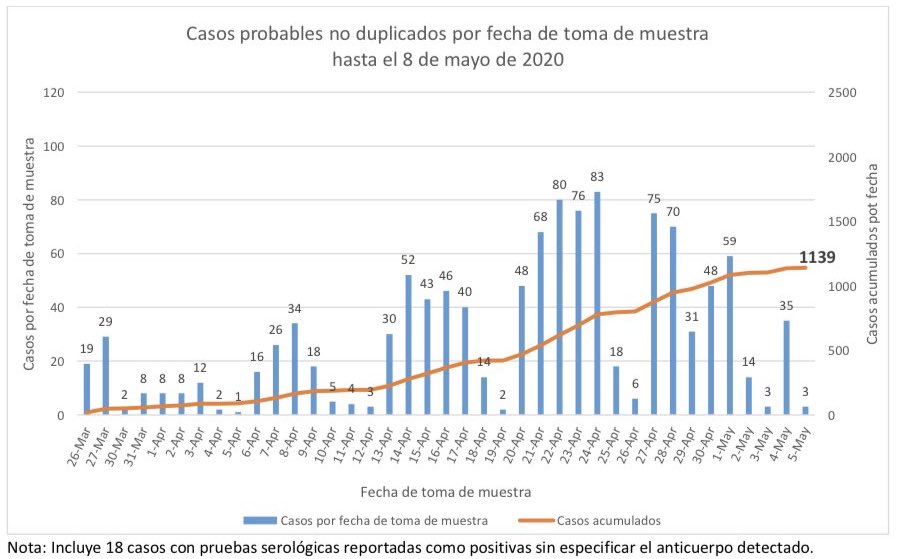 Casos probables no duplicados por fecha de toma de muestra
hasta el 8 de mayo de 2020
Casos por fecha de toma de muestra
120
100
80
60
40
20
0
19
29
2
8
8
8
12
2
1
16
26
34
18
5
4
3
30
52
43
46
40
14
2
48
68
80
76
83
18
6
75
70
31
48
59
14
3
35
3
1139
2500
2000
1500
1000
500
0
Casos acumulados pot fecha
26-Mar
27-Mar
30-Mar
31-Mar
1-Apr
2-Apr
3-Apr
4-Apr
5-Apr
6-Apr
7-Apr
8-Apr
9-Apr
10-Apr
11-Apr
12-Apr
13-Apr
14-Apr
15-Apr
16-Apr
17-Apr
18-Apr
19-Apr
20-Apr
21-Apr
22-Apr
23-Apr
24-Apr
25-Apr
26-Apr
27-Apr
28-Apr
29-Apr
30-Apr
1-May
2-May
3-May
4-May
5-May
Fecha de toma de muestra
Casos por fecha de toma de muestra
Casos acumulados
Nota: Incluye 18 casos con pruebas serológicas reportadas como positivas sin especificar el anticuerpo detectado.